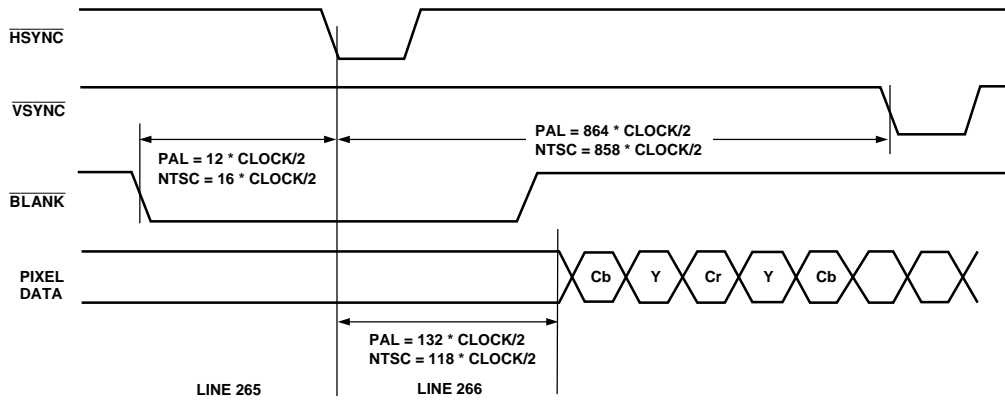 HSYNC
VSYNC
PAL = 864 * CLOCK/2
NTSC = 858 * CLOCK/2
PAL = 12 * CLOCK/2
NTSC = 16 * CLOCK/2
BLANK
PIXEL
DATA
Cb Y Cr Y Cb
PAL = 132 * CLOCK/2
NTSC = 118 * CLOCK/2
LINE 265 LINE 266